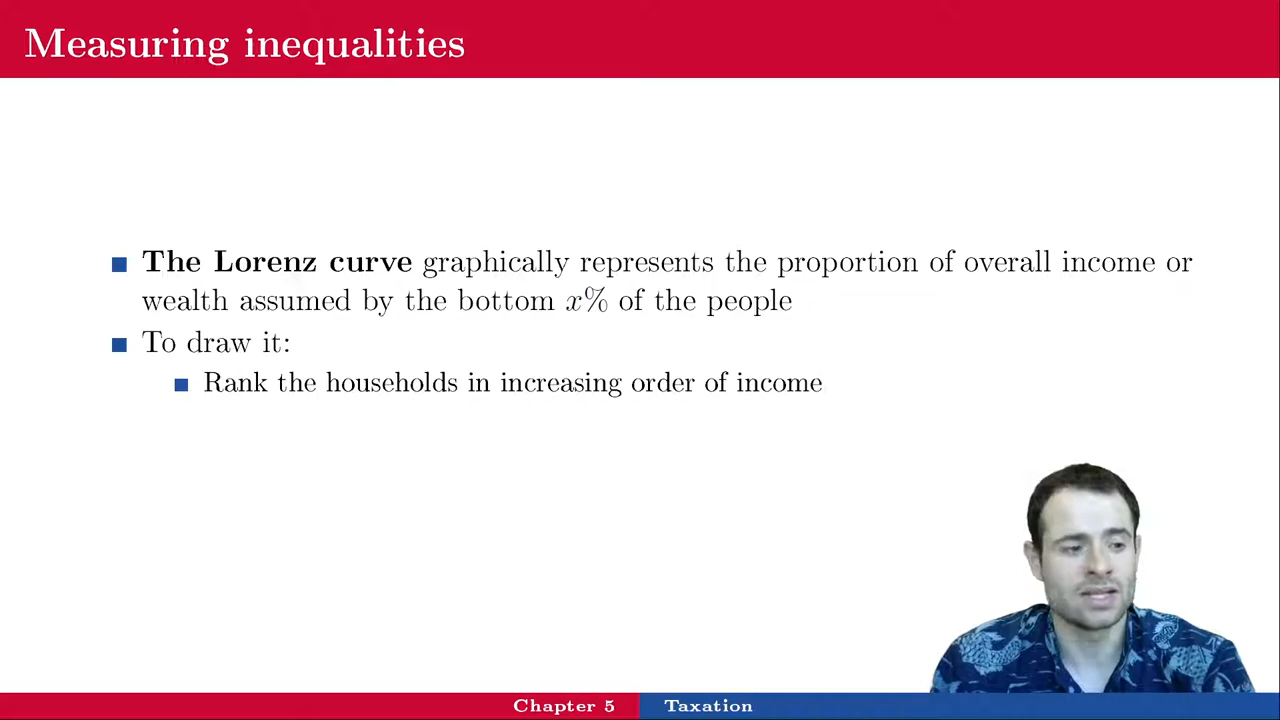 Measuring inequalities
The Lorenz curve graphically represents the proportion of overall income or
wealth assumed by the bottom x% of the people
To draw it:
Rank the households in increasing order of income
Chapter 5 Taxation